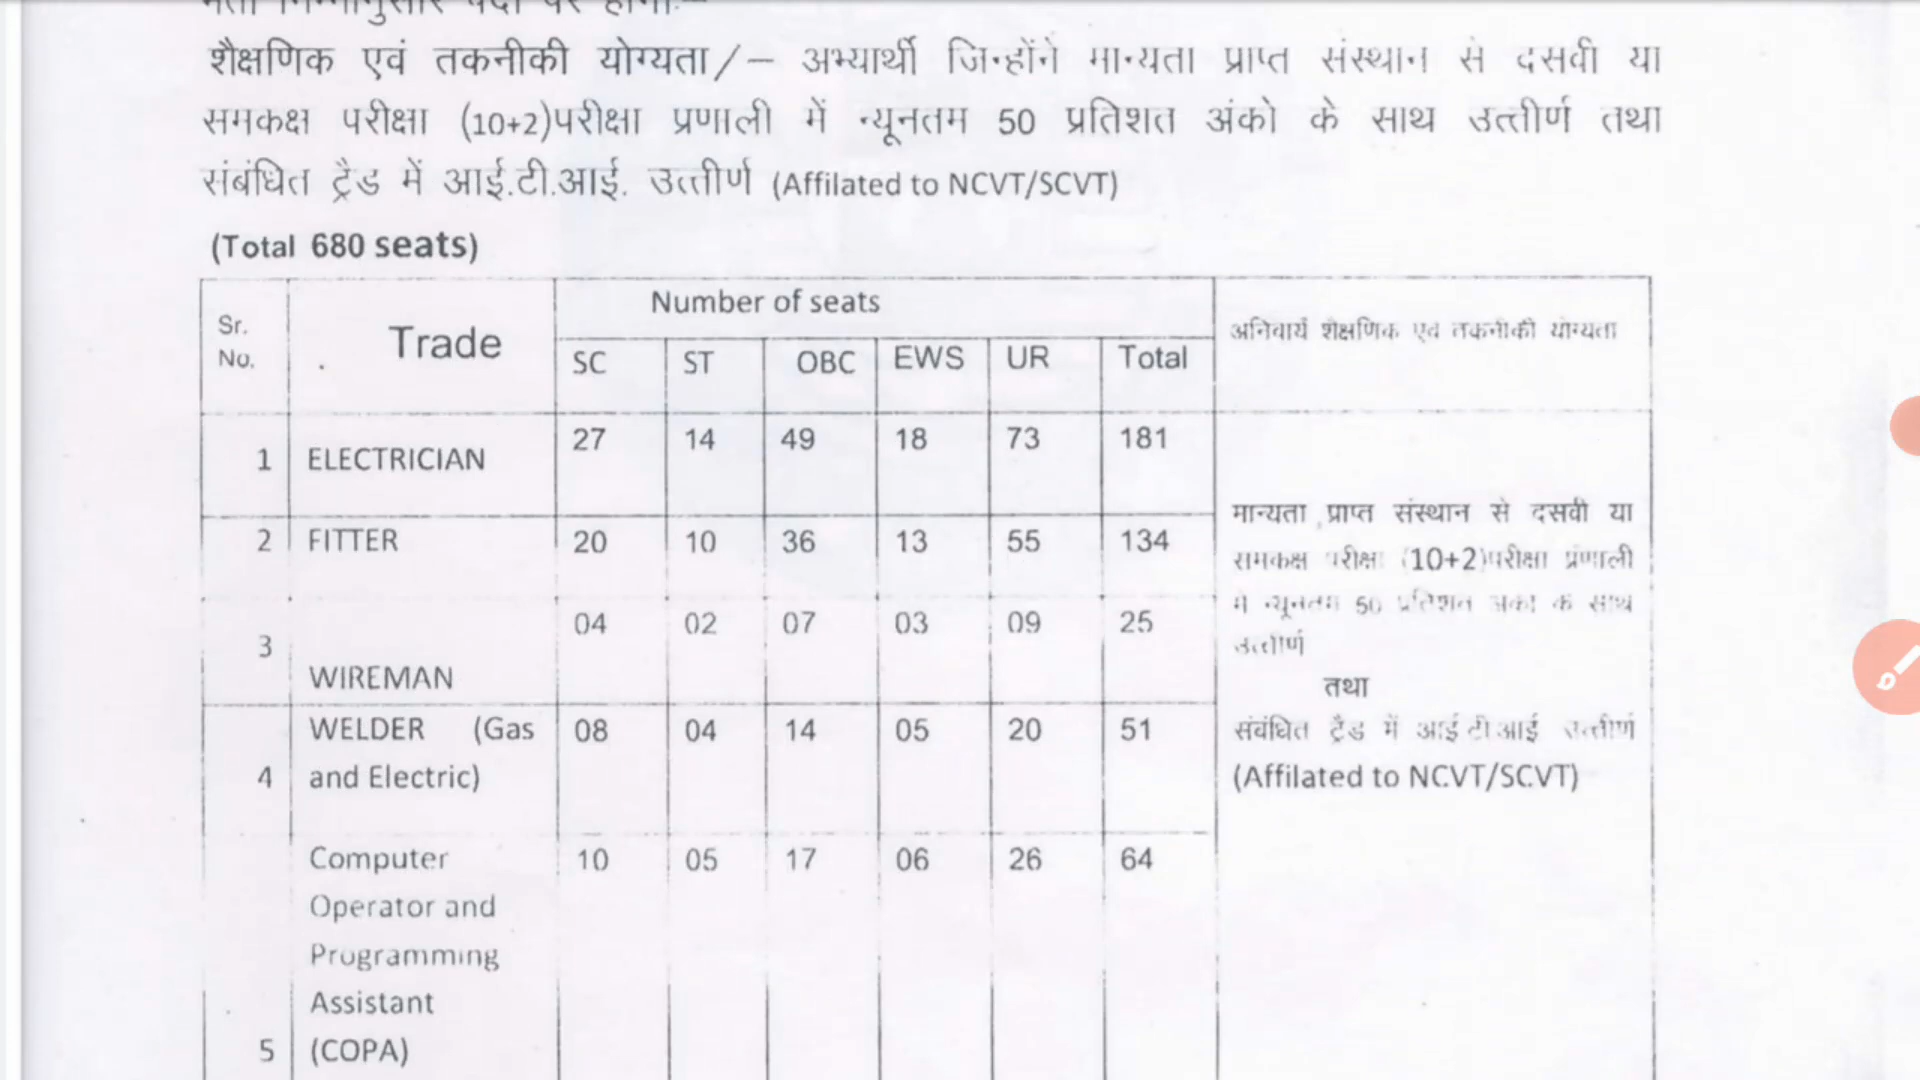 शैक्षणिक एवं तकनीकी योग्यता/– अभ्यार्थी जिन्होंने मान्यता प्राप्त संस्थान से दसवी या
समकक्ष परीक्षा (10+2)परीक्षा प्रणाली में न्यूनतम 50 प्रतिशत अंको के साथ उत्तीर्ण तथा
संबंधित ट्रैड में आई.टी.आई. उत्तीर्ण (Affilated to NCVT/SCVT)
(Total 680 seats)
Sr. No. Trade Number of seats अनिवार्य शैक्षणिक एवं तकनीकी योग्यता
SC ST OBC EWS UR Total
1 ELECTRICIAN 27 14 49 18 73 181
2 FITTER 20 10 36 13 55 134
3 WIREMAN 04 02 07 03 09 25
4 WELDER (Gas and Electric) 08 04 14 05 20 51
5 Computer Operator and Programming Assistant (COPA) 10 05 17 06 26 64
मान्यता प्राप्त संस्थान से दसवी या
समकक्ष परीक्षा (10+2)परीक्षा प्रणाली
में न्यूनतम 50 प्रतिशत अंको के साथ
उत्तीर्ण
तथा
संबंधित ट्रैड में आई टी आई उत्तीर्ण
(Affilated to NCVT/SCVT)